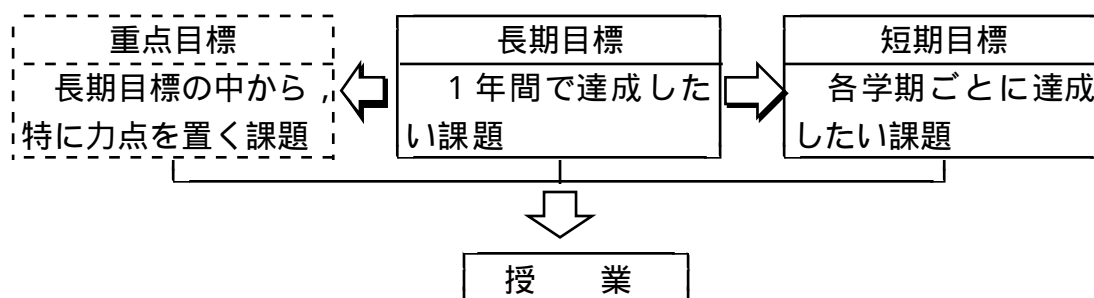 重点目標
長期目標の中から,
特に力点を置く課題
長期目標
1年間で達成した
い課題
短期目標
各学期ごとに達成
したい課題
授　　業